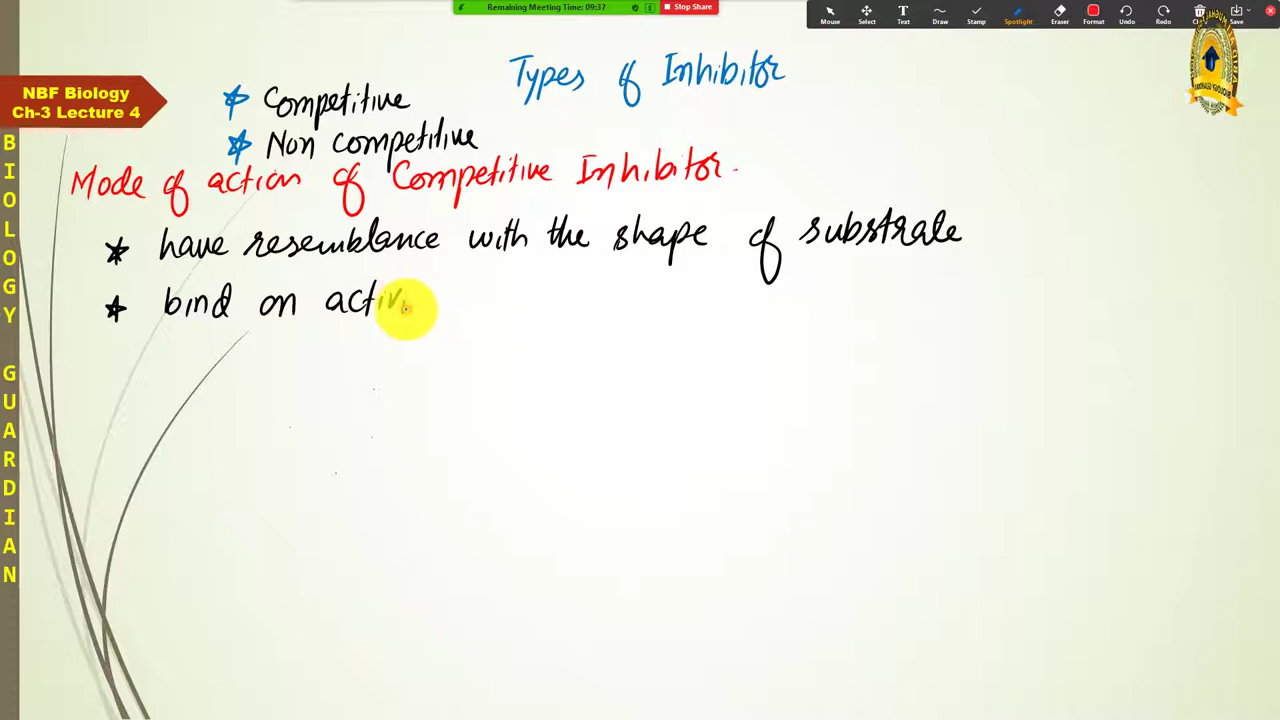 Remaining Meeting Time: 09:37 Stop Share
Mouse Select Text Draw Stamp Spotlight Eraser Format Undo Redo Save
Types of Inhibitor
NBF Biology
Ch-3 Lecture 4
* Competitive
* Non competitive
Mode of action of Competitive Inhibitor.
* have resemblance with the shape of substrate
* bind on activ
BIOLOGY GUARDIAN